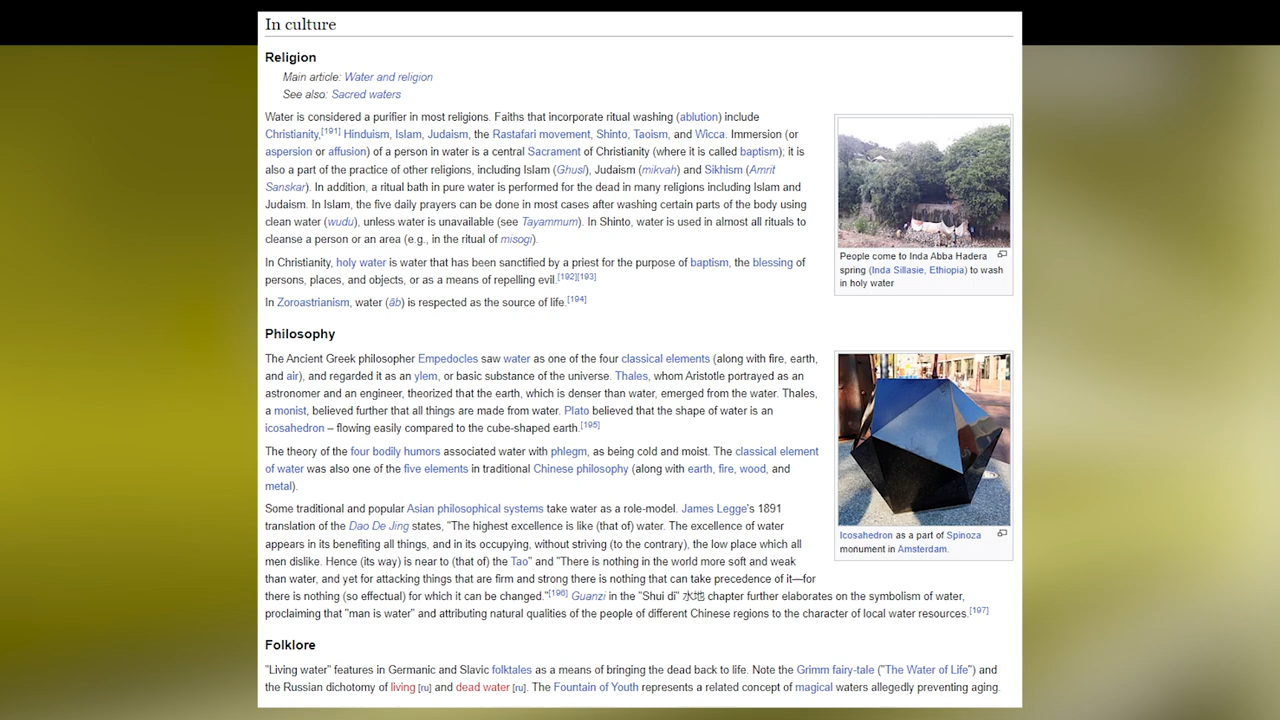 In culture
Religion
Main article: Water and religion
See also: Sacred waters
Water is considered a purifier in most religions. Faiths that incorporate ritual washing (ablution) include
Christianity,[191] Hinduism, Islam, Judaism, the Rastafari movement, Shinto, Taoism, and Wicca. Immersion (or
aspersion or affusion) of a person in water is a central Sacrament of Christianity (where it is called baptism); it is
also a part of the practice of other religions, including Islam (Ghusl), Judaism (mikvah) and Sikhism (Amrit
Sanskar). In addition, a ritual bath in pure water is performed for the dead in many religions including Islam and
Judaism. In Islam, the five daily prayers can be done in most cases after washing certain parts of the body using
clean water (wudu), unless water is unavailable (see Tayammum). In Shinto, water is used in almost all rituals to
cleanse a person or an area (e.g., in the ritual of misogi).
In Christianity, holy water is water that has been sanctified by a priest for the purpose of baptism, the blessing of
persons, places, and objects, or as a means of repelling evil.[192][193]
In Zoroastrianism, water (āb) is respected as the source of life.[194]
People come to Inda Abba Hadera
spring (Inda Sillasie, Ethiopia) to wash
in holy water
Philosophy
The Ancient Greek philosopher Empedocles saw water as one of the four classical elements (along with fire, earth,
and air), and regarded it as an ylem, or basic substance of the universe. Thales, whom Aristotle portrayed as an
astronomer and an engineer, theorized that the earth, which is denser than water, emerged from the water. Thales,
a monist, believed further that all things are made from water. Plato believed that the shape of water is an
icosahedron – flowing easily compared to the cube-shaped earth.[195]
The theory of the four bodily humors associated water with phlegm, as being cold and moist. The classical element
of water was also one of the five elements in traditional Chinese philosophy (along with earth, fire, wood, and
metal).
Some traditional and popular Asian philosophical systems take water as a role-model. James Legge's 1891
translation of the Dao De Jing states, "The highest excellence is like (that of) water. The excellence of water
appears in its benefiting all things, and in its occupying, without striving (to the contrary), the low place which all
men dislike. Hence (its way) is near to (that of) the Tao" and "There is nothing in the world more soft and weak
than water, and yet for attacking things that are firm and strong there is nothing that can take precedence of it—for
there is nothing (so effectual) for which it can be changed."[196] Guanzi in the "Shui di" 水地 chapter further elaborates on the symbolism of water,
proclaiming that "man is water" and attributing natural qualities of the people of different Chinese regions to the character of local water resources.[197]
Icosahedron as a part of Spinoza
monument in Amsterdam.
Folklore
"Living water" features in Germanic and Slavic folktales as a means of bringing the dead back to life. Note the Grimm fairy-tale ("The Water of Life") and
the Russian dichotomy of living [ru] and dead water [ru]. The Fountain of Youth represents a related concept of magical waters allegedly preventing aging.